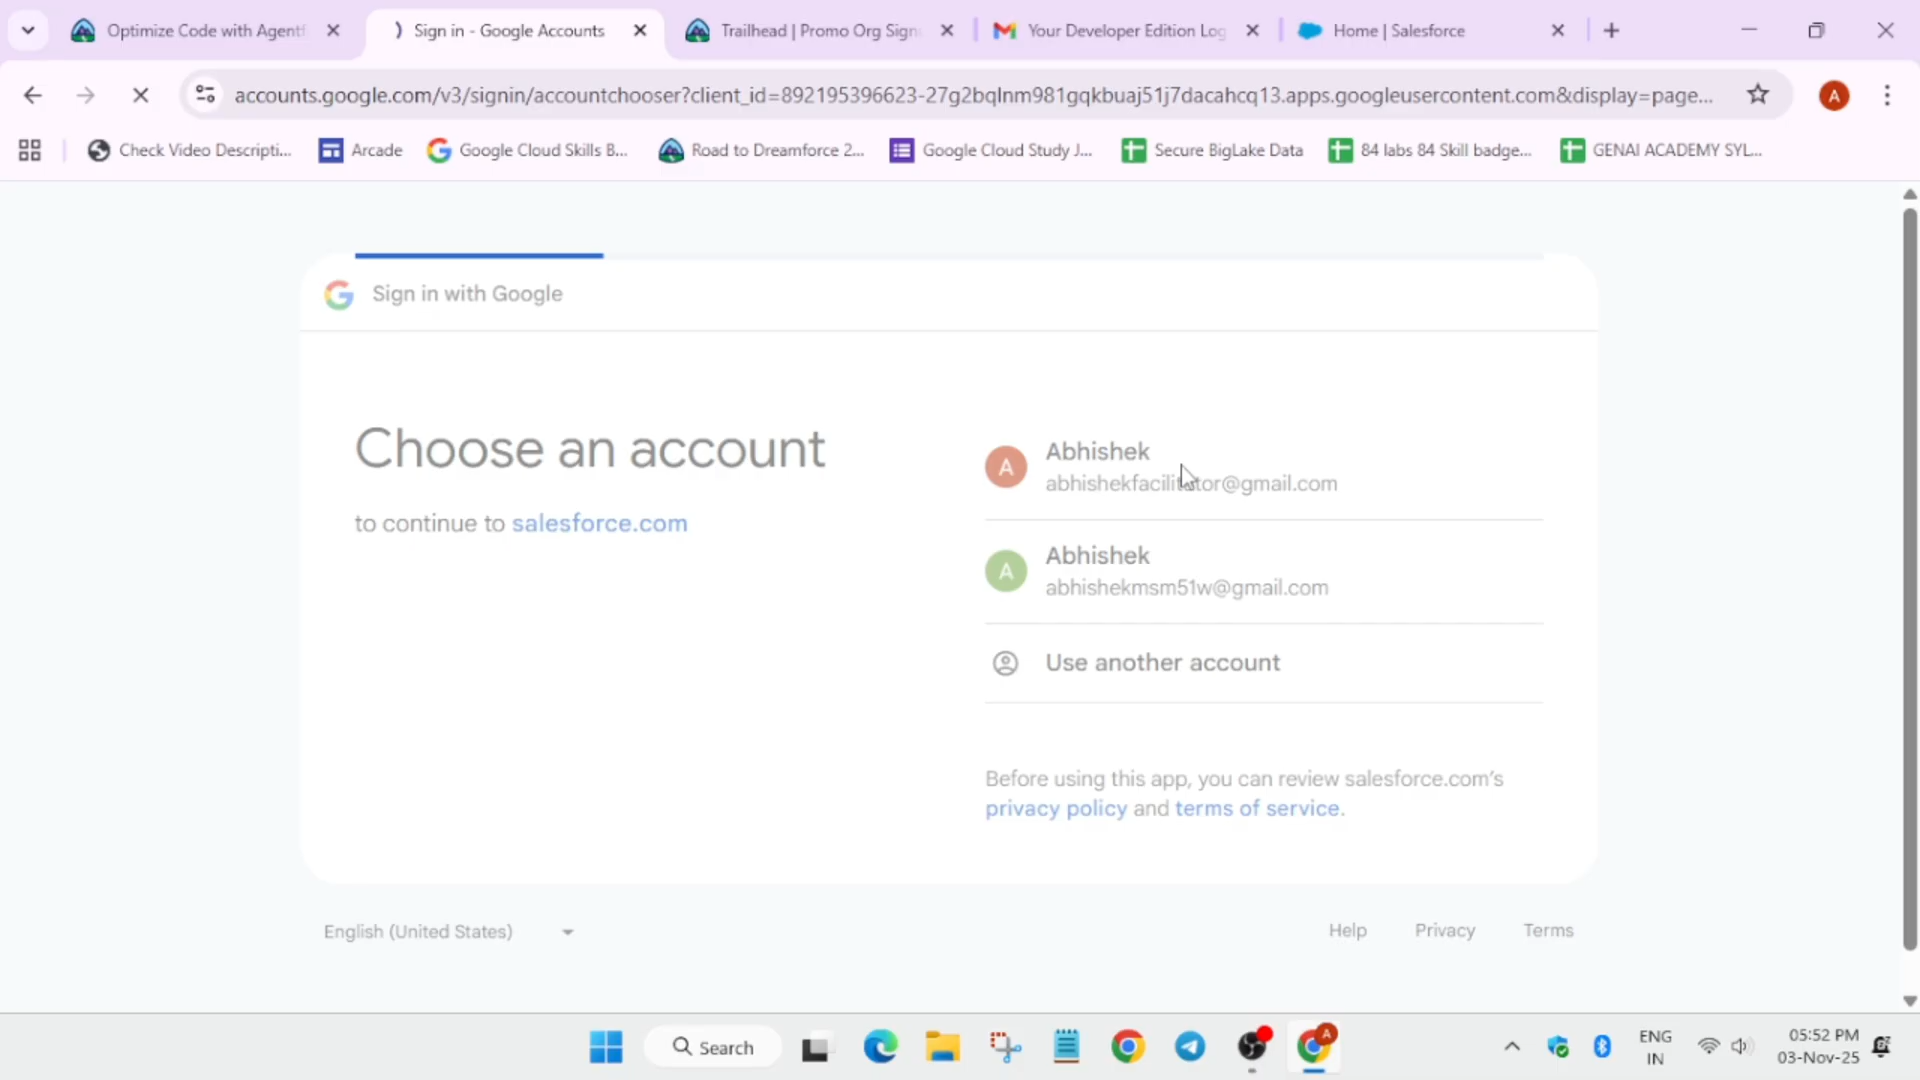 Optimize Code with Agentf
Sign in - Google Accounts
Trailhead | Promo Org Sign
Your Developer Edition Log
Home | Salesforce
accounts.google.com/v3/signin/accountchooser?client_id=892195396623-27g2bqlnm981gqkbuaj51j7dacahcq13.apps.googleusercontent.com&display=page...
A
Check Video Descripti...
Arcade
Google Cloud Skills B...
Road to Dreamforce 2...
Google Cloud Study J...
Secure BigLake Data
84 labs 84 Skill badge...
GENAI ACADEMY SYL...
Sign in with Google
Choose an account
to continue to salesforce.com
A
Abhishek
abhishekfacilitator@gmail.com
A
Abhishek
abhishekmsm51w@gmail.com
Use another account
Before using this app, you can review salesforce.com's
privacy policy and terms of service.
English (United States)
Help
Privacy
Terms
Search
A
ENG
IN
05:52 PM
03-Nov-25